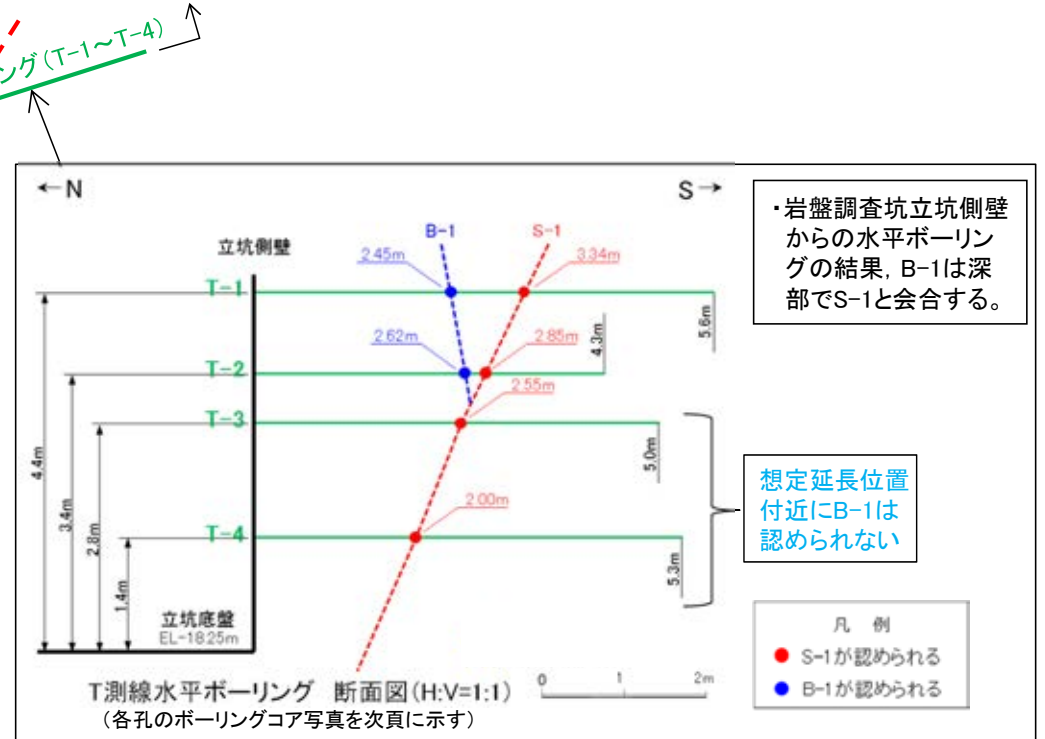 ング(T-1～T-4)
←N
S→
立坑側壁
B-1
S-1
2.45m
3.34m
T-1
5.6m
4.3m
2.62m
2.85m
T-2
2.55m
T-3
5.0m
2.00m
T-4
5.3m
4.4m
3.4m
2.8m
1.4m
立坑底盤
EL-18.25m
T測線水平ボーリング 断面図(H:V=1:1)
(各孔のボーリングコア写真を次頁に示す)
0 1 2m
・岩盤調査坑立坑側壁
からの水平ボーリン
グの結果, B-1は深
部でS-1と会合する。
想定延長位置
付近にB-1は
認められない
凡 例
S-1が認められる
B-1が認められる